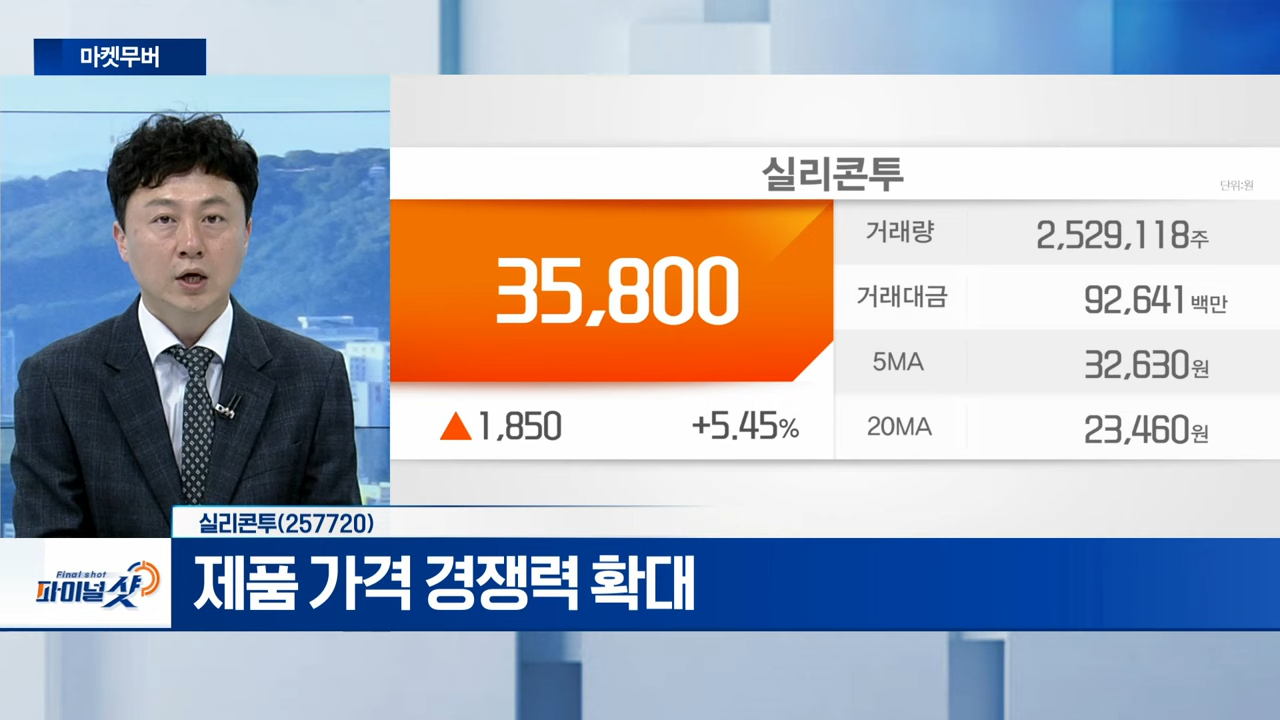 마켓무버
실리콘투
단위:원
35,800
▲1,850 +5.45%
거래량 2,529,118주
거래대금 92,641백만
5MA 32,630원
20MA 23,460원
실리콘투(257720)
Final shot
파이널샷
제품 가격 경쟁력 확대